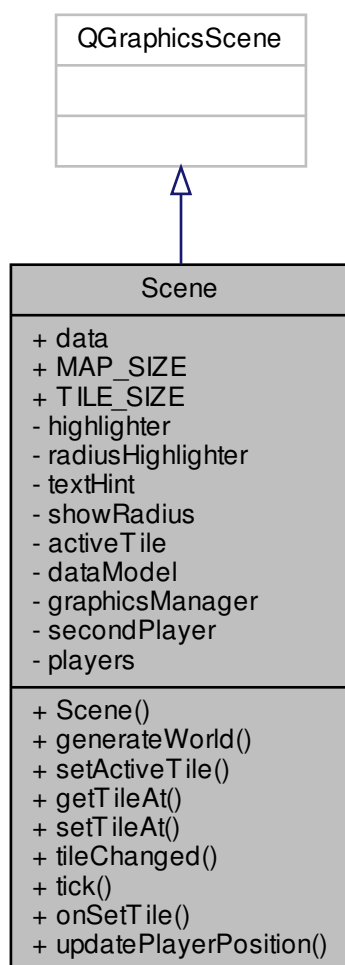 QGraphicsScene
Scene
+ data
+ MAP_SIZE
+ TILE_SIZE
- highlighter
- radiusHighlighter
- textHint
- showRadius
- activeTile
- dataModel
- graphicsManager
- secondPlayer
- players
+ Scene()
+ generateWorld()
+ setActiveTile()
+ getTileAt()
+ setTileAt()
+ tileChanged()
+ tick()
+ onSetTile()
+ updatePlayerPosition()